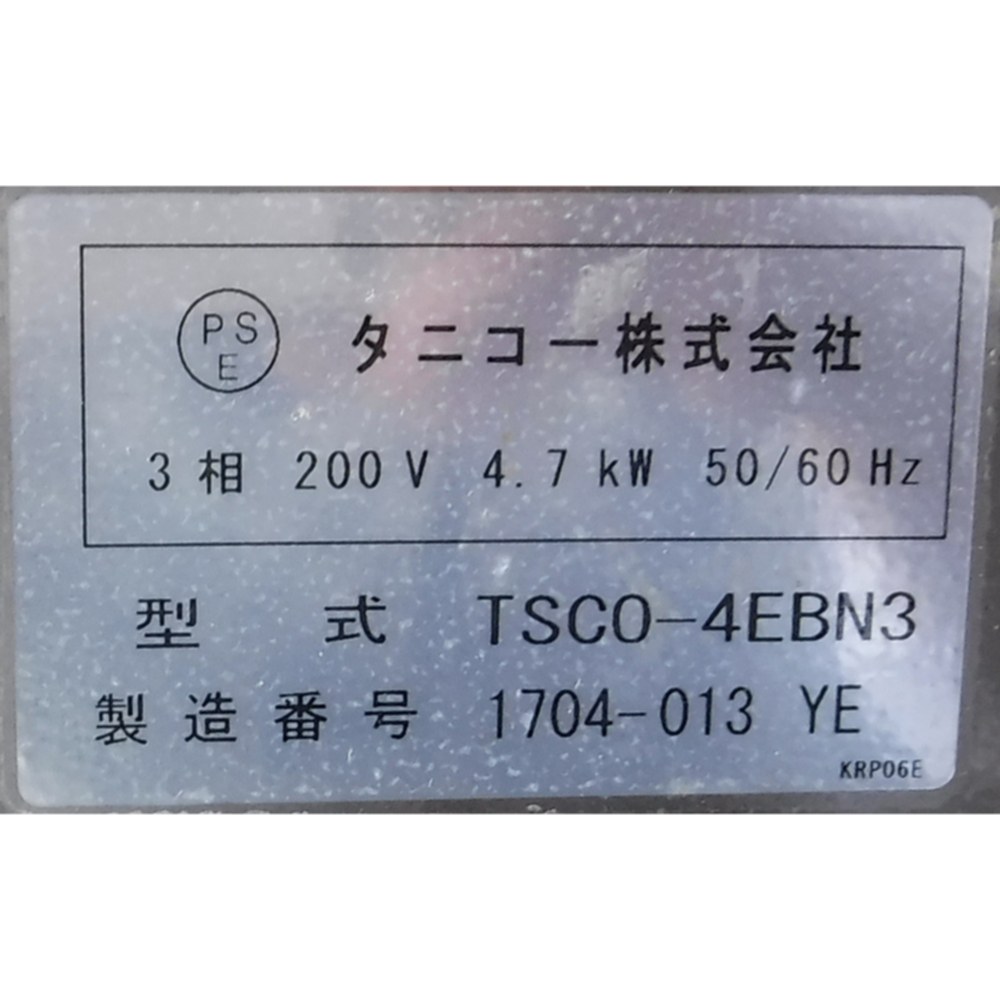 PS
E
タニコー株式会社
3相 200V 4.7kW 50/60Hz
型式 TSCO-4EBN3
製造番号 1704-013 YE
KRP06E